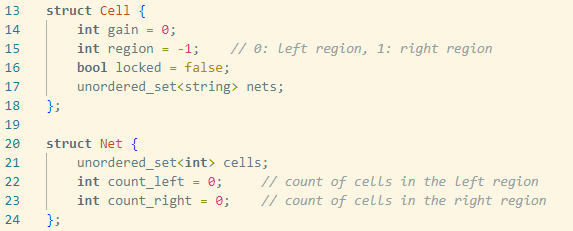 13 struct Cell {
14     int gain = 0;
15     int region = -1;    // 0: left region, 1: right region
16     bool locked = false;
17     unordered_set<string> nets;
18 };
19
20 struct Net {
21     unordered_set<int> cells;
22     int count_left = 0;     // count of cells in the left region
23     int count_right = 0;    // count of cells in the right region
24 };